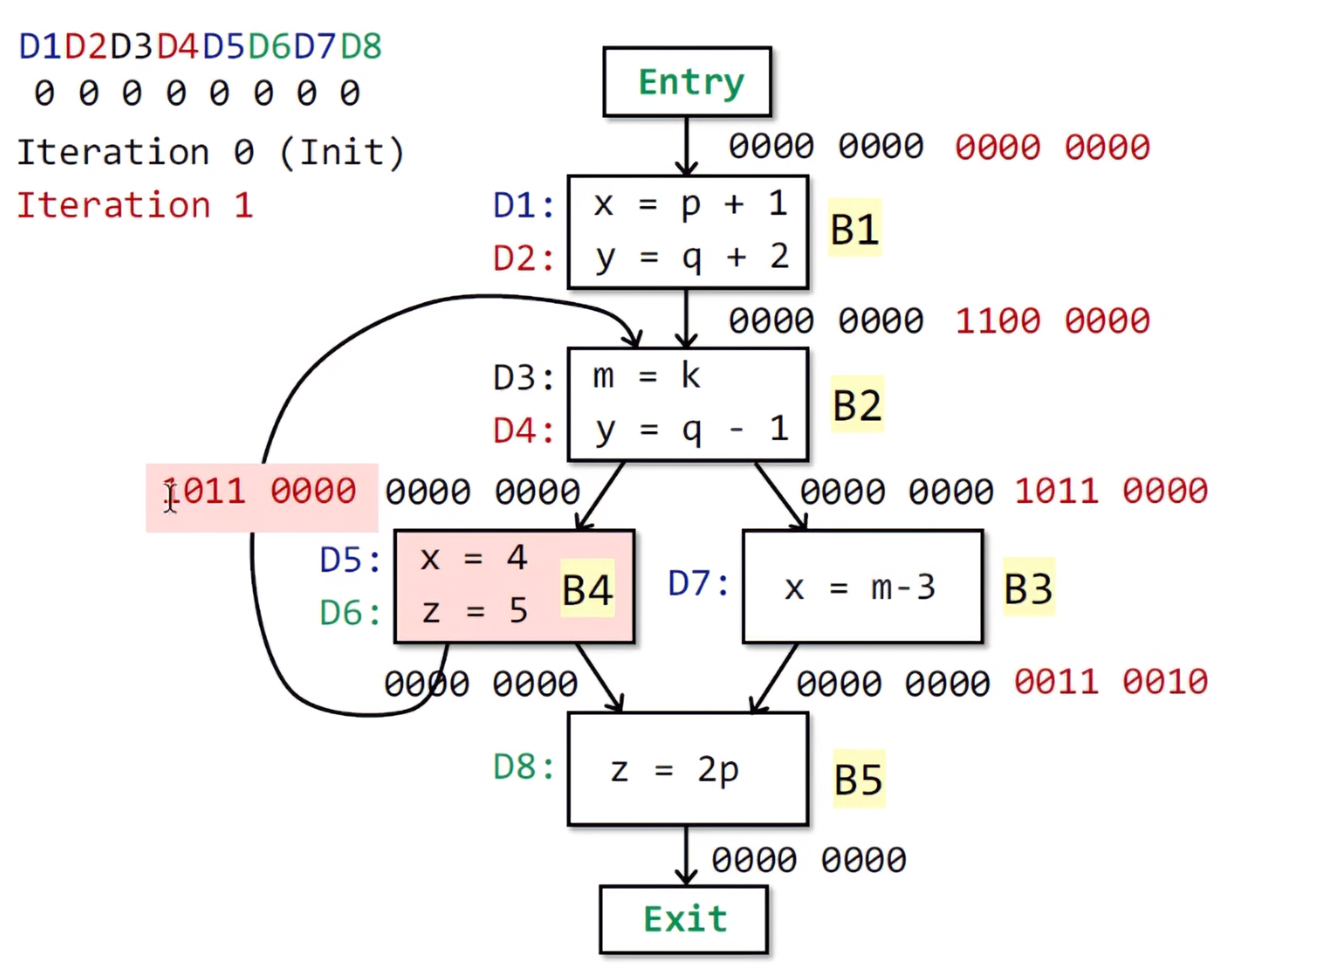 D1D2D3D4D5D6D7D8
0 0 0 0 0 0 0 0
Iteration 0 (Init)
Iteration 1
Entry
0000 0000 0000 0000
D1: x = p + 1
D2: y = q + 2
B1
0000 0000 1100 0000
D3: m = k
D4: y = q - 1
B2
1011 0000 0000 0000
0000 0000 1011 0000
D5: x = 4
D6: z = 5
B4
D7: x = m-3
B3
0000 0000
0000 0000 0011 0010
D8: z = 2p
B5
0000 0000
Exit